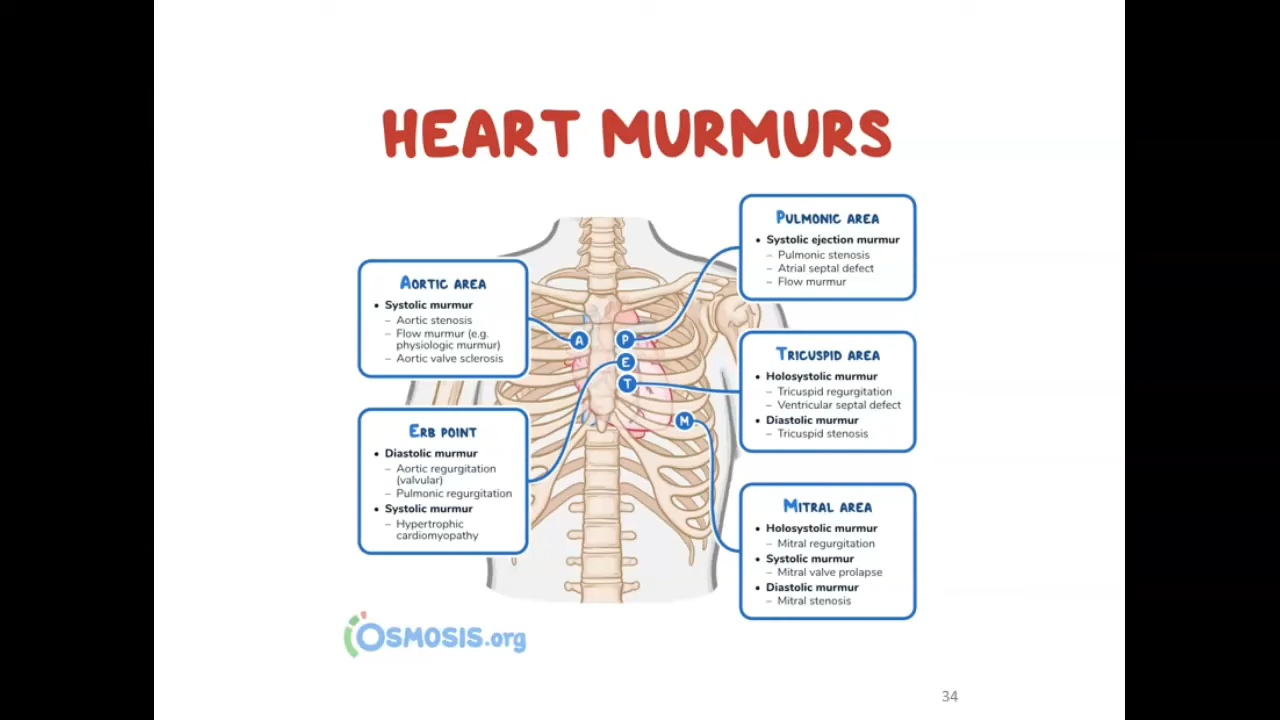 HEART MURMURS
AORTIC AREA
• Systolic murmur
– Aortic stenosis
– Flow murmur (e.g.
physiologic murmur)
– Aortic valve sclerosis
ERB POINT
• Diastolic murmur
– Aortic regurgitation
(valvular)
– Pulmonic regurgitation
• Systolic murmur
– Hypertrophic
cardiomyopathy
A
P
E
T
M
PULMONIC AREA
• Systolic ejection murmur
– Pulmonic stenosis
– Atrial septal defect
– Flow murmur
TRICUSPID AREA
• Holosystolic murmur
– Tricuspid regurgitation
– Ventricular septal defect
• Diastolic murmur
– Tricuspid stenosis
MITRAL AREA
• Holosystolic murmur
– Mitral regurgitation
• Systolic murmur
– Mitral valve prolapse
• Diastolic murmur
– Mitral stenosis
OSMOSIS.org
34